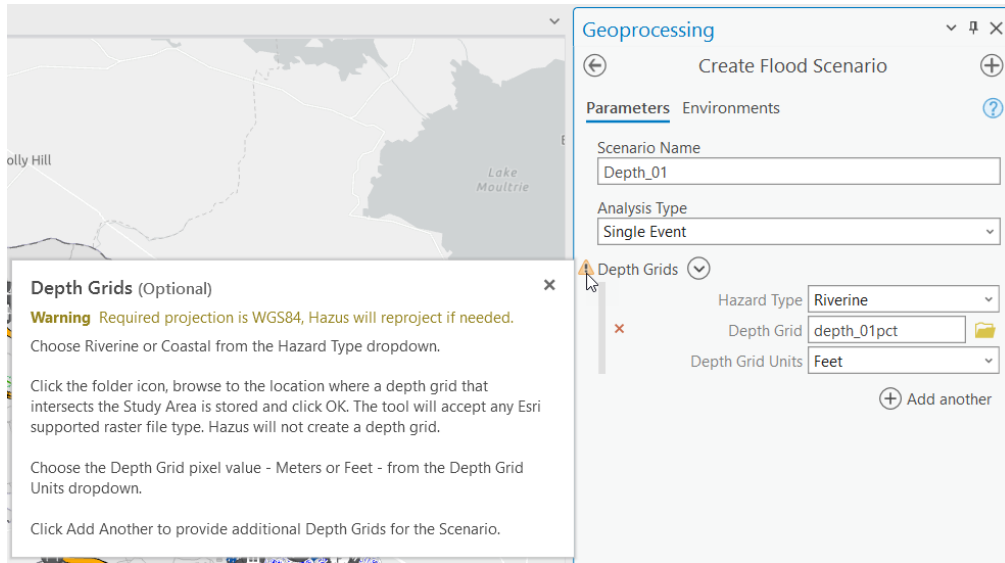 Geoprocessing
Create Flood Scenario
Parameters Environments
Scenario Name
Depth_01
olly Hill
Lake
Moultrie
Analysis Type
Single Event
Depth Grids
Hazard Type Riverine
Depth Grid depth_01pct
Depth Grid Units Feet
Add another
Depth Grids (Optional)
Warning Required projection is WGS84, Hazus will reproject if needed.
Choose Riverine or Coastal from the Hazard Type dropdown.
Click the folder icon, browse to the location where a depth grid that
intersects the Study Area is stored and click OK. The tool will accept any Esri
supported raster file type. Hazus will not create a depth grid.
Choose the Depth Grid pixel value - Meters or Feet - from the Depth Grid
Units dropdown.
Click Add Another to provide additional Depth Grids for the Scenario.